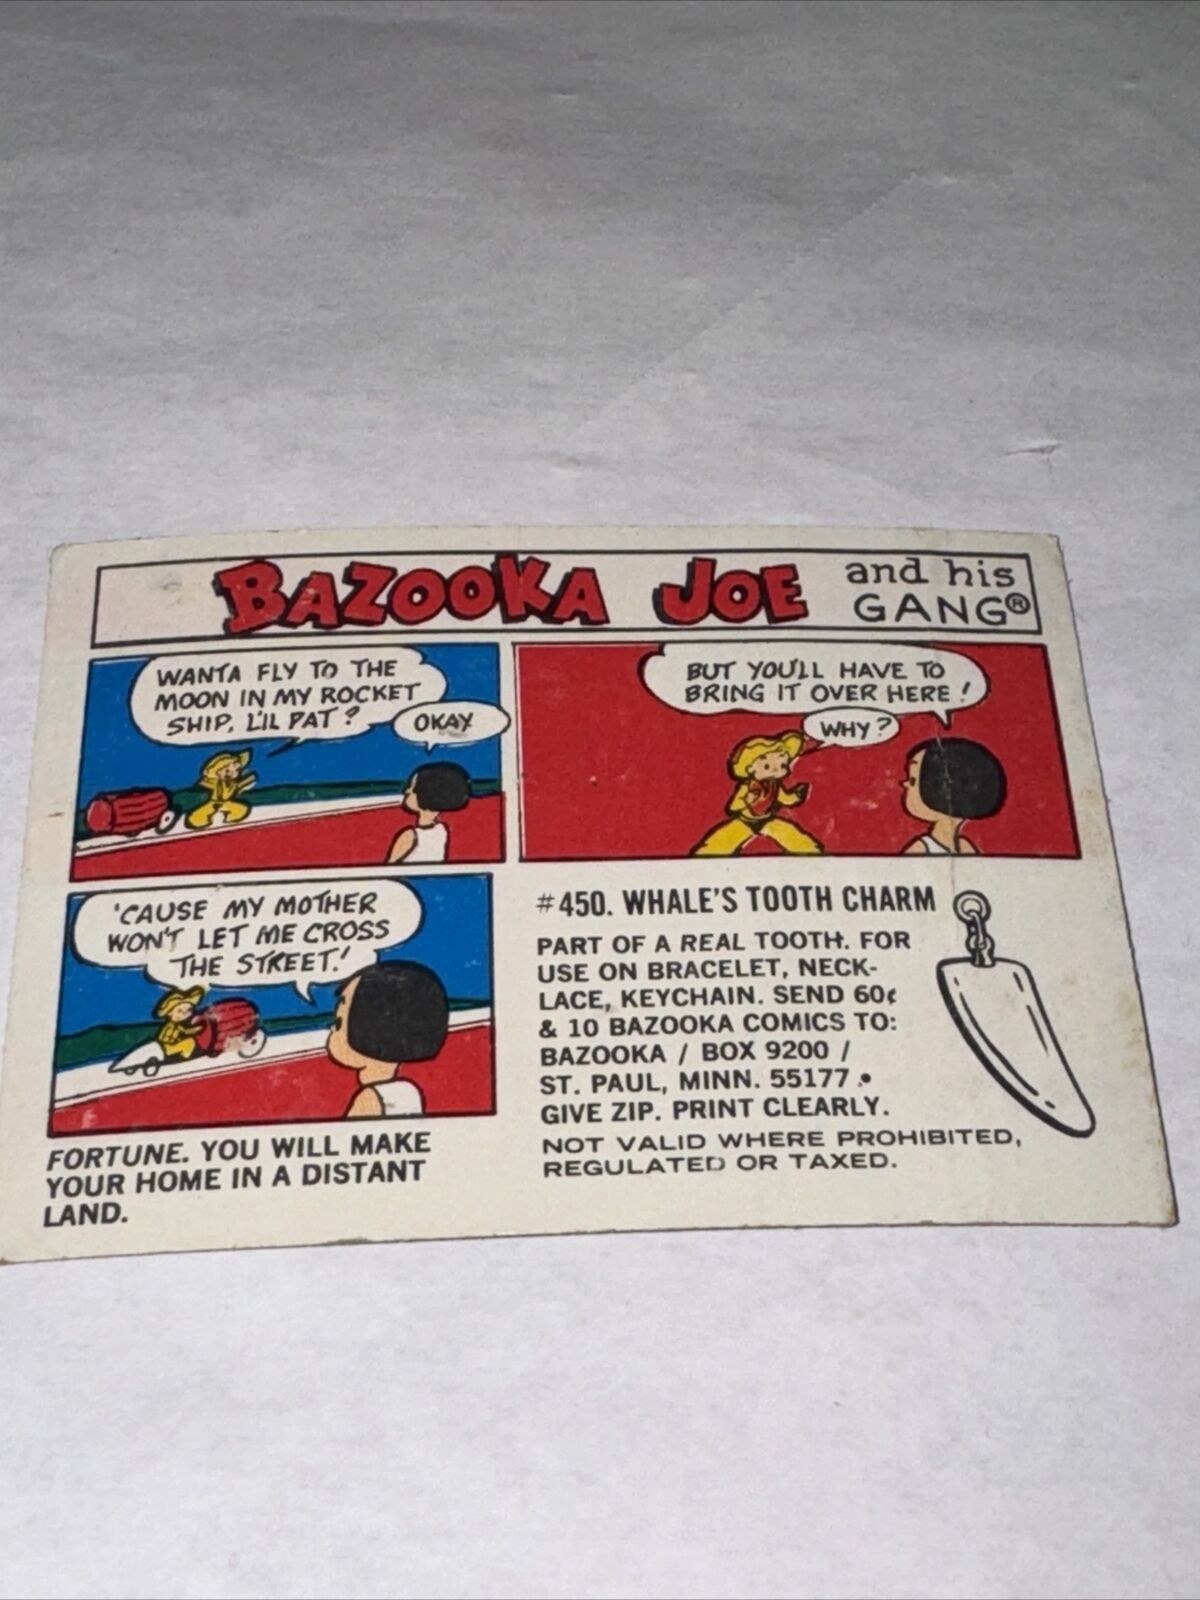 BAZOOKA JOE and his
GANG®
WANTA FLY TO THE
MOON IN MY ROCKET
SHIP, L'IL PAT?
OKAY
BUT YOU'LL HAVE TO
BRING IT OVER HERE!
WHY?
'CAUSE MY MOTHER
WON'T LET ME CROSS
THE STREET!
FORTUNE. YOU WILL MAKE
YOUR HOME IN A DISTANT
LAND.
#450. WHALE'S TOOTH CHARM
PART OF A REAL TOOTH. FOR
USE ON BRACELET, NECK-
LACE, KEYCHAIN. SEND 60¢
& 10 BAZOOKA COMICS TO:
BAZOOKA / BOX 9200 /
ST. PAUL, MINN. 55177 •
GIVE ZIP. PRINT CLEARLY.
NOT VALID WHERE PROHIBITED,
REGULATED OR TAXED.